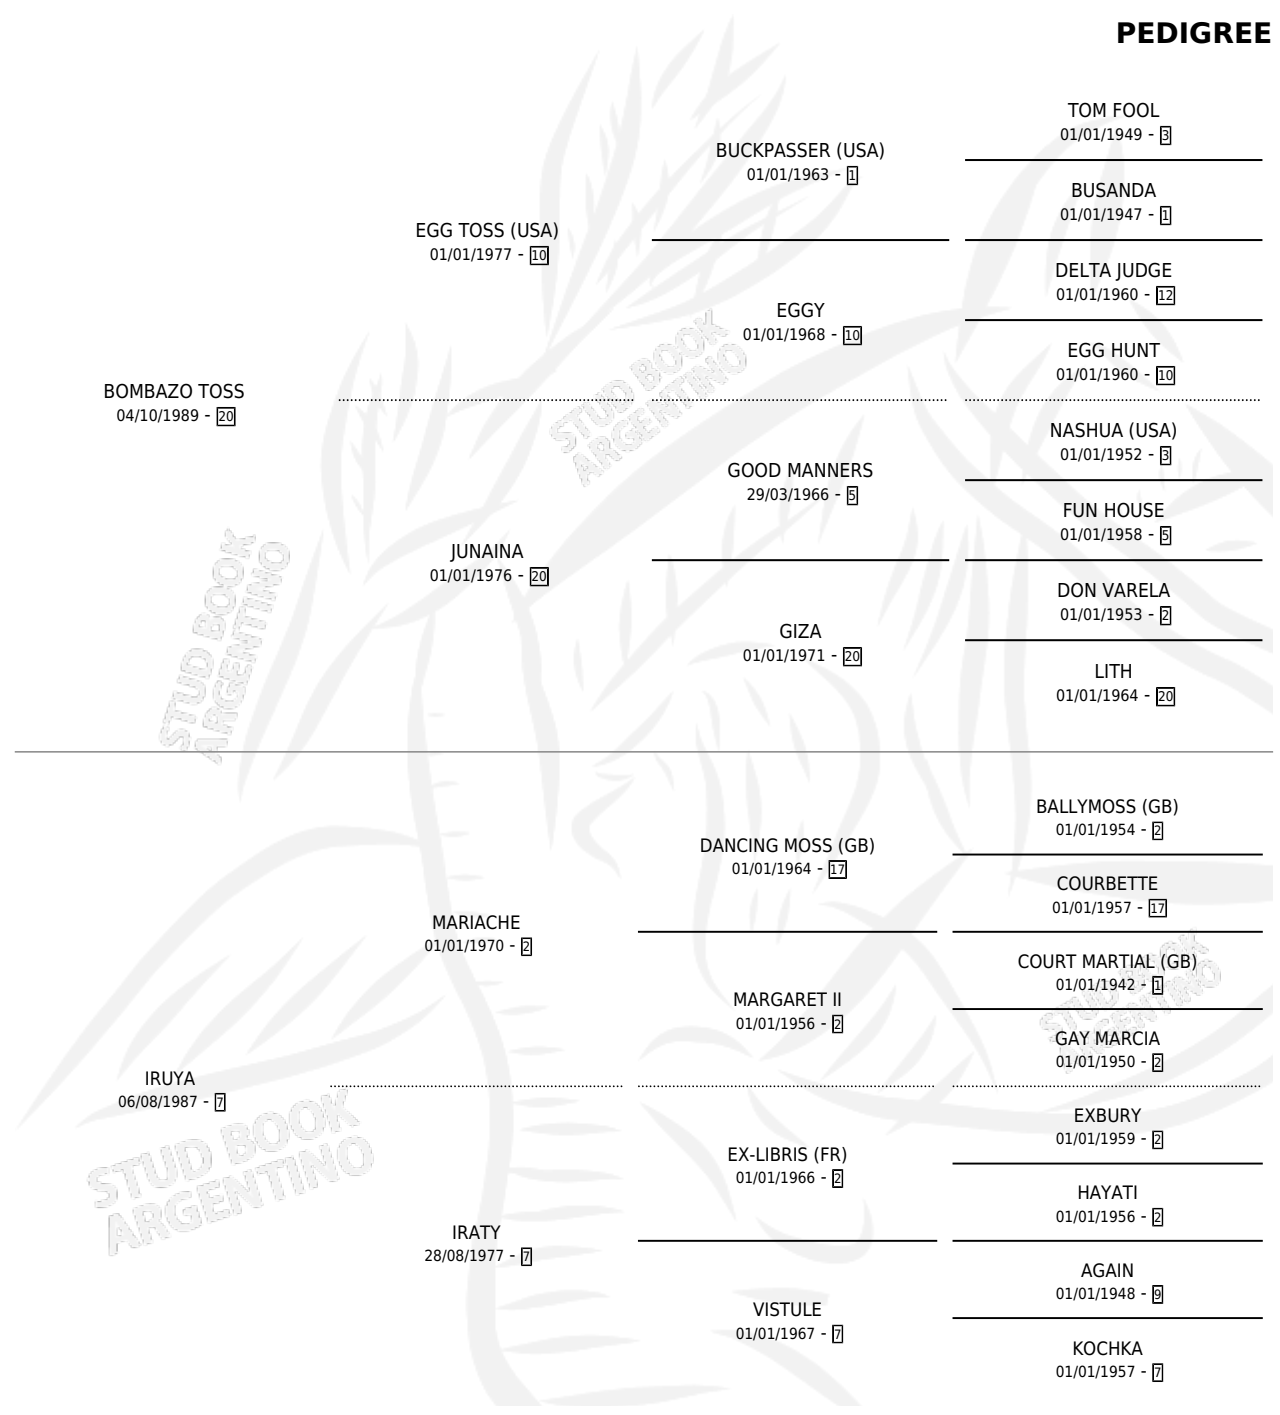 PEDIGREE
BOMBAZO TOSS
04/10/1989 - 20
EGG TOSS (USA)
01/01/1977 - 10
JUNAINA
01/01/1976 - 20
BUCKPASSER (USA)
01/01/1963 - 1
EGGY
01/01/1968 - 10
GOOD MANNERS
29/03/1966 - 5
GIZA
01/01/1971 - 20
TOM FOOL
01/01/1949 - 3
BUSANDA
01/01/1947 - 1
DELTA JUDGE
01/01/1960 - 12
EGG HUNT
01/01/1960 - 10
NASHUA (USA)
01/01/1952 - 3
FUN HOUSE
01/01/1958 - 5
DON VARELA
01/01/1953 - 2
LITH
01/01/1964 - 20
IRUYA
06/08/1987 - 7
MARIACHE
01/01/1970 - 2
IRATY
28/08/1977 - 7
DANCING MOSS (GB)
01/01/1964 - 17
MARGARET II
01/01/1956 - 2
EX-LIBRIS (FR)
01/01/1966 - 2
VISTULE
01/01/1967 - 7
BALLYMOSS (GB)
01/01/1954 - 2
COURBETTE
01/01/1957 - 17
COURT MARTIAL (GB)
01/01/1942 - 1
GAY MARCIA
01/01/1950 - 2
EXBURY
01/01/1959 - 2
HAYATI
01/01/1956 - 2
AGAIN
01/01/1948 - 9
KOCHKA
01/01/1957 - 7
STUD BOOK
ARGENTINO
STUD BOOK
ARGENTINO
STUD BOOK
ARGENTINO
STUD BOOK
ARGENTINO